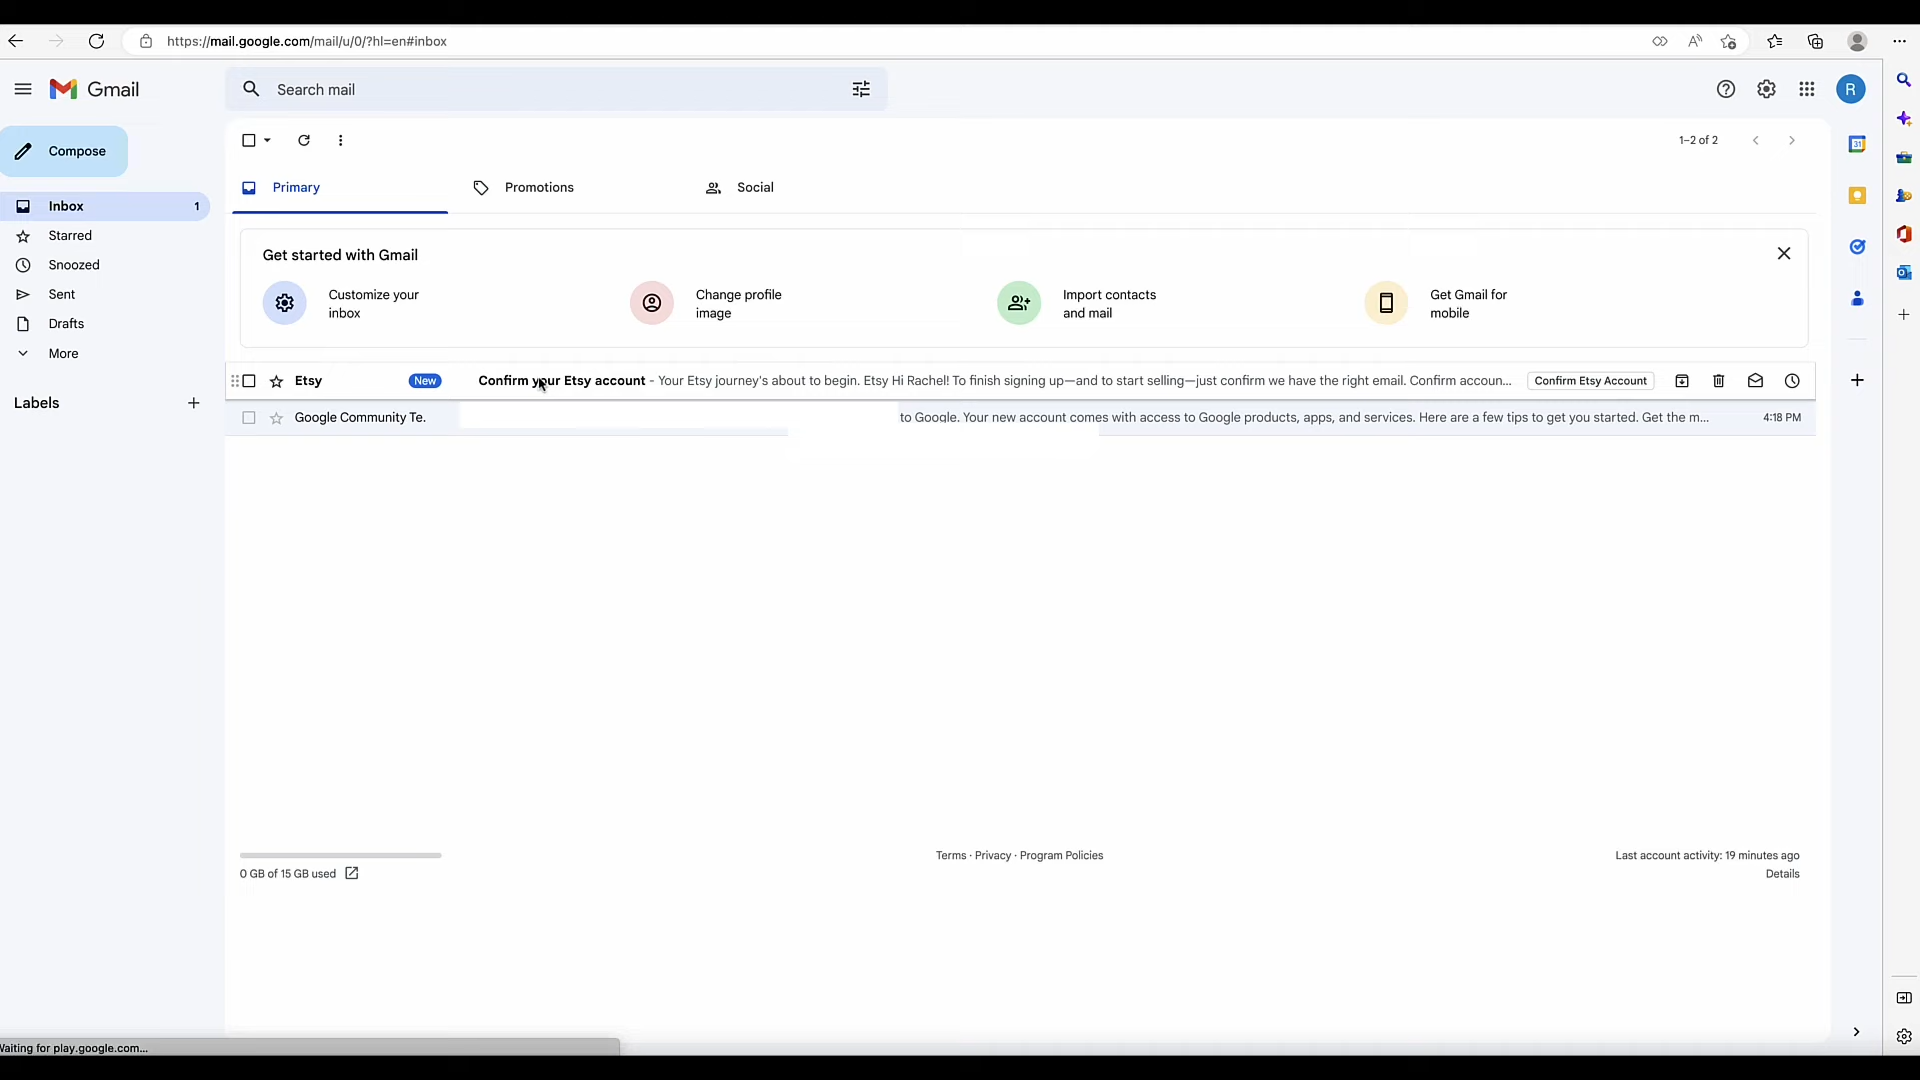 https://mail.google.com/mail/u/0/?hl=en#inbox
Gmail
Search mail
R
Compose
1–2 of 2
31
Primary
Promotions
Social
Inbox 1
Starred
Snoozed
Sent
Drafts
More
Labels
Get started with Gmail
Customize your
inbox
Change profile
image
Import contacts
and mail
Get Gmail for
mobile
Etsy New Confirm your Etsy account - Your Etsy journey's about to begin. Etsy Hi Rachel! To finish signing up—and to start selling—just confirm we have the right email. Confirm accoun... Confirm Etsy Account
Google Community Te. to Google. Your new account comes with access to Google products, apps, and services. Here are a few tips to get you started. Get the m... 4:18 PM
0 GB of 15 GB used
Terms · Privacy · Program Policies
Last account activity: 19 minutes ago
Details
Waiting for play.google.com...